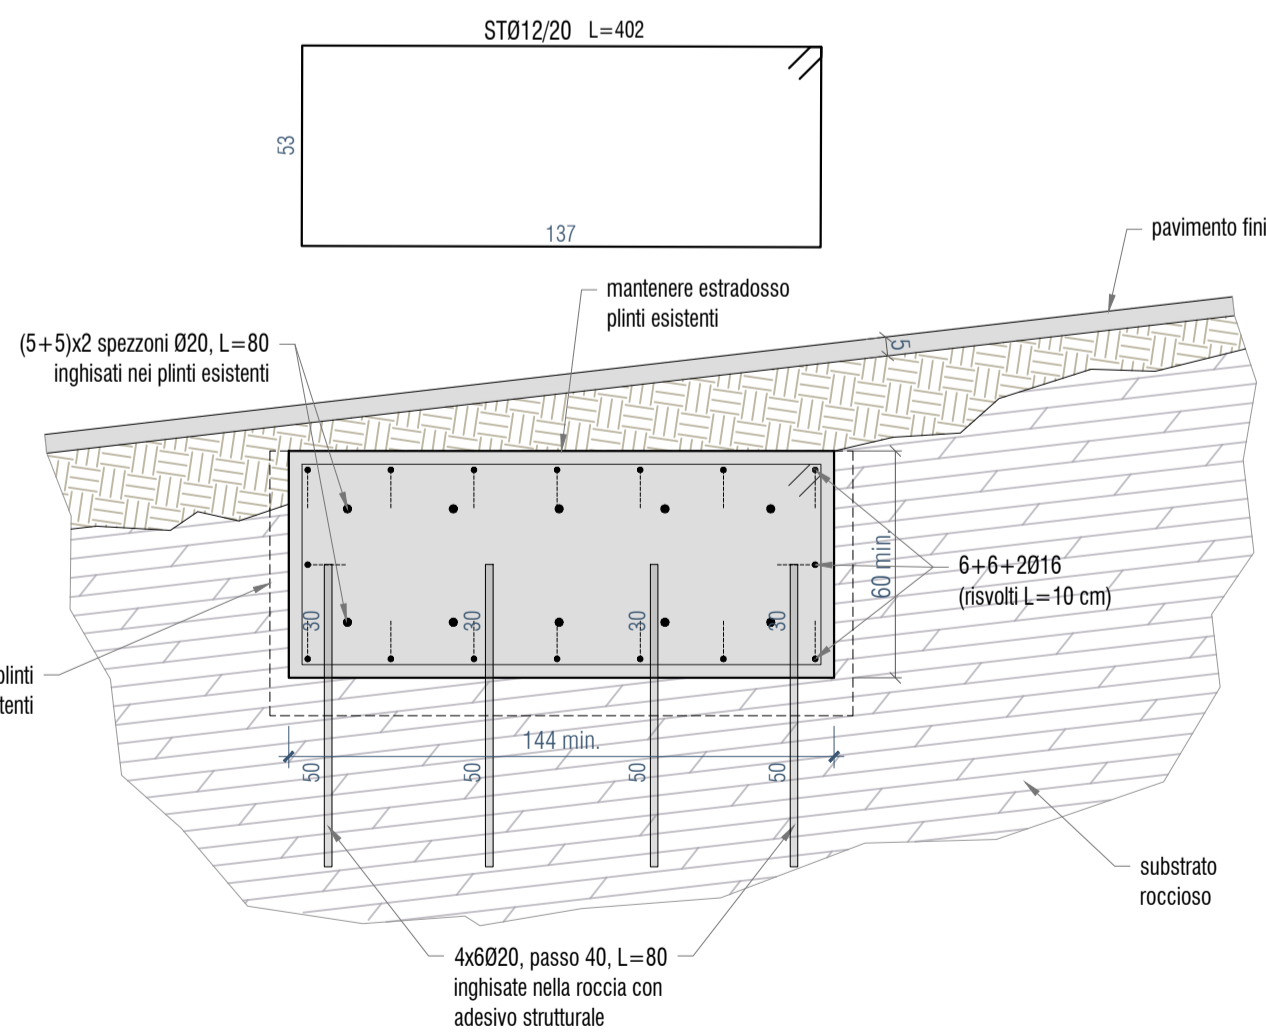 STØ12/20 L=402
53
137
pavimento fini
mantenere estradosso
plinti esistenti
(5+5)x2 spezzoni Ø20, L=80
inghisati nei plinti esistenti
5
60 min.
6+6+2Ø16
(risvolti L=10 cm)
30 30 30 30
plinti
tenti
144 min.
50 50 50 50
substrato
roccioso
4x6Ø20, passo 40, L=80
inghisate nella roccia con
adesivo strutturale